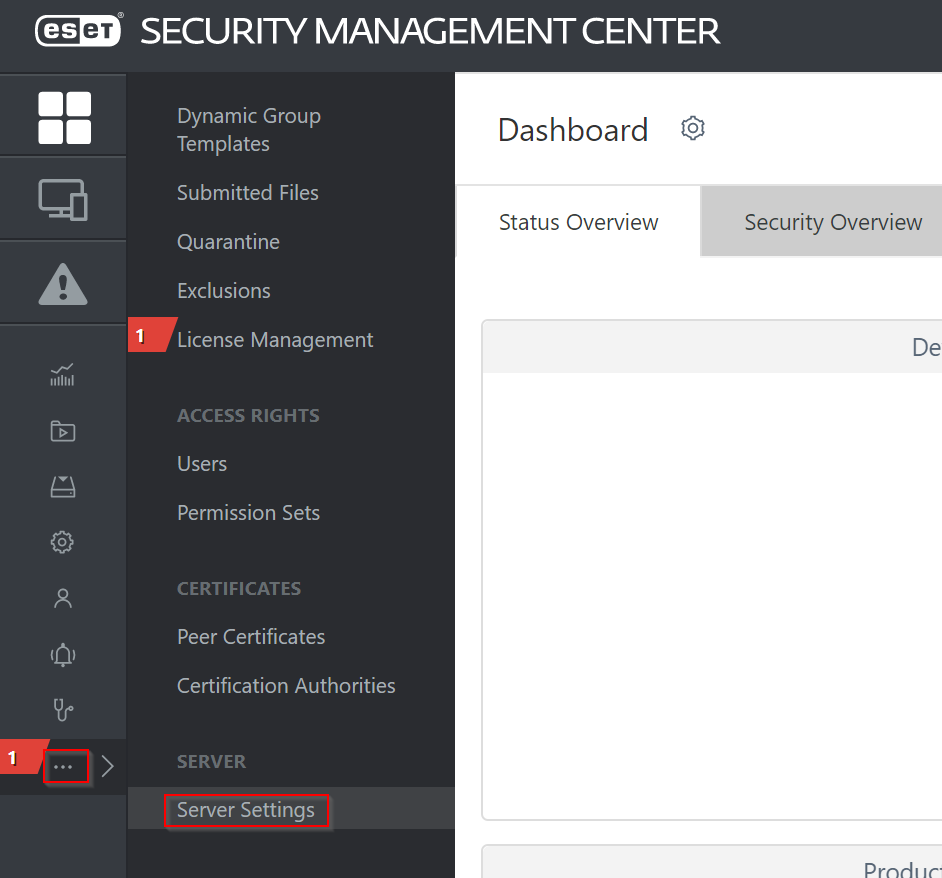 eset® SECURITY MANAGEMENT CENTER
Dynamic Group
Templates
Submitted Files
Quarantine
Exclusions
1
License Management
ACCESS RIGHTS
Users
Permission Sets
CERTIFICATES
Peer Certificates
Certification Authorities
SERVER
1
...
Server Settings
Dashboard
Status Overview
Security Overview
De
Product